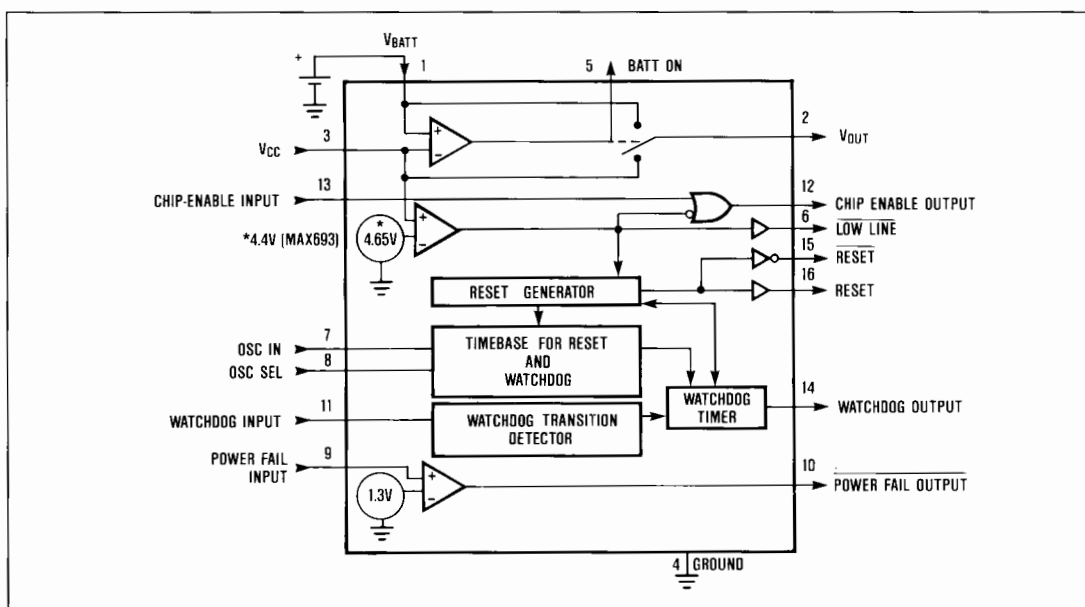 VBATT
+
1
5 BATT ON
+
−
2
VOUT
3
VCC
13
CHIP-ENABLE INPUT
12
CHIP ENABLE OUTPUT
*4.4V (MAX693)
*
4.65V
+
−
6
LOW LINE
15
RESET
16
RESET
RESET GENERATOR
7
OSC IN
8
OSC SEL
TIMEBASE FOR RESET
AND
WATCHDOG
11
WATCHDOG INPUT
WATCHDOG TRANSITION
DETECTOR
WATCHDOG
TIMER
14
WATCHDOG OUTPUT
9
POWER FAIL
INPUT
1.3V
+
−
10
POWER FAIL OUTPUT
4 GROUND